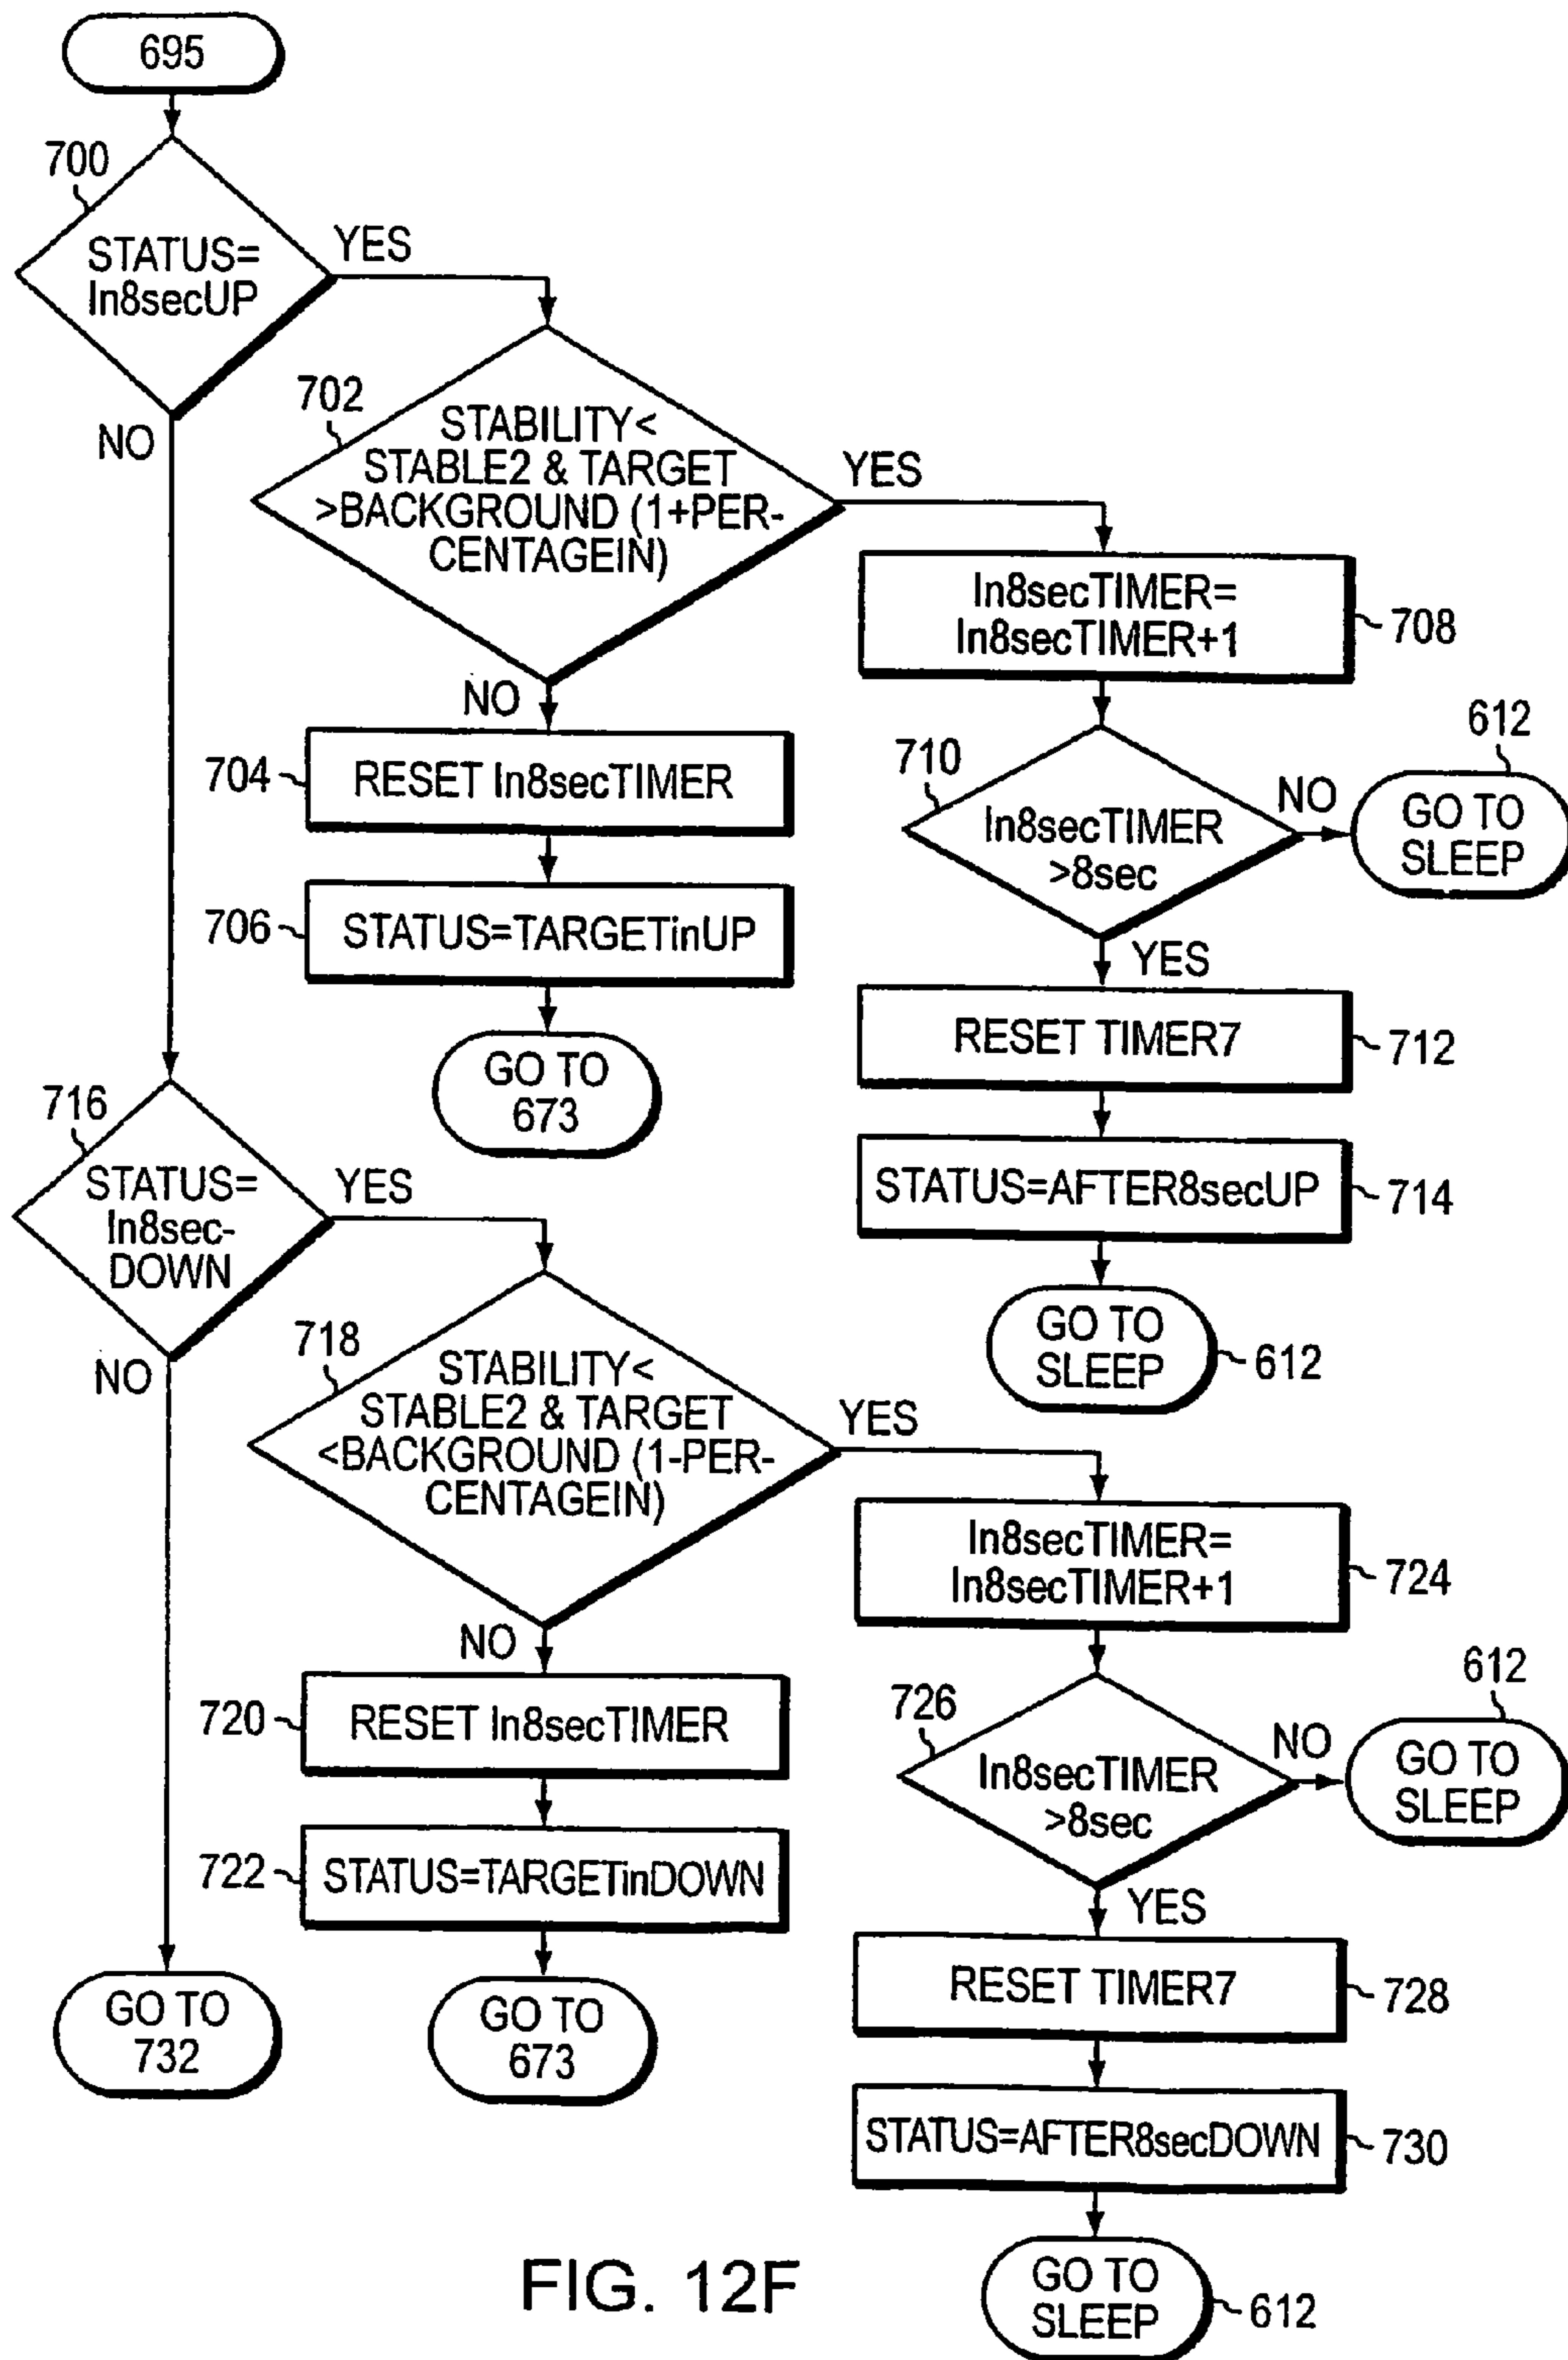 695
700
STATUS=
In8secUP
YES
NO
702
STABILITY<
STABLE2 & TARGET
>BACKGROUND (1+PER-
CENTAGEIN)
YES
NO
704
RESET In8secTIMER
706
STATUS=TARGETinUP
GO TO
673
In8secTIMER=
In8secTIMER+1
708
710
In8secTIMER
>8sec
NO
612
GO TO
SLEEP
YES
RESET TIMER7
712
STATUS=AFTER8secUP
714
GO TO
SLEEP
612
716
STATUS=
In8sec-
DOWN
YES
NO
GO TO
732
718
STABILITY<
STABLE2 & TARGET
<BACKGROUND (1-PER-
CENTAGEIN)
YES
NO
720
RESET In8secTIMER
722
STATUS=TARGETinDOWN
GO TO
673
In8secTIMER=
In8secTIMER+1
724
726
In8secTIMER
>8sec
NO
612
GO TO
SLEEP
YES
RESET TIMER7
728
STATUS=AFTER8secDOWN
730
GO TO
SLEEP
612
FIG. 12F